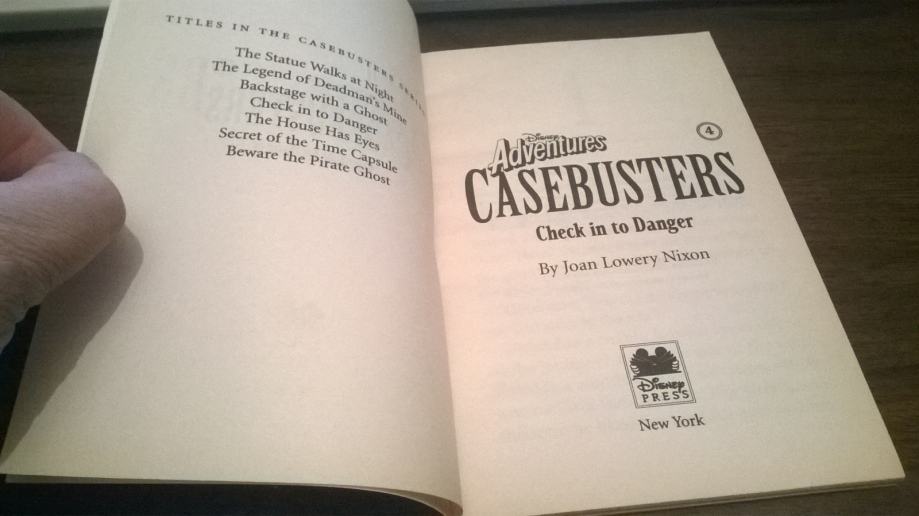 TITLES IN THE CASEBUSTERS SERIES
The Statue Walks at Night
The Legend of Deadman's Mine
Backstage with a Ghost
Check in to Danger
The House Has Eyes
Secret of the Time Capsule
Beware the Pirate Ghost
4
DISNEY
Adventures
CASEBUSTERS
Check in to Danger
By Joan Lowery Nixon
DISNEY
PRESS
New York